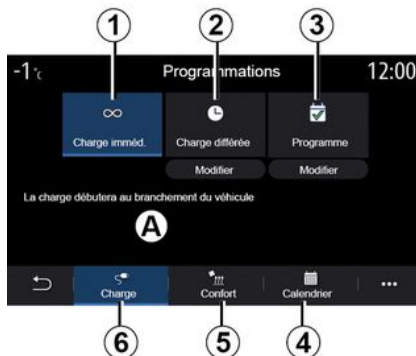 1 2 3
-1°c Programmations 12:00
Charge imméd. Charge différée Programme
Modifier Modifier
La charge débutera au branchement du véhicule
A
Charge Confort Calendrier
6 5 4